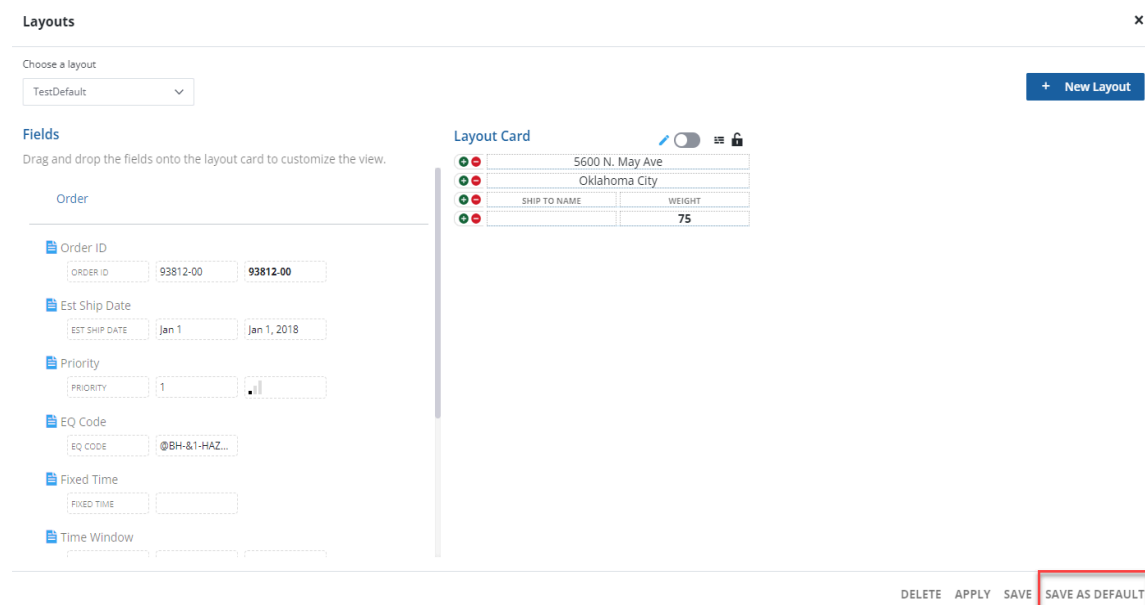 Layouts
Choose a layout
TestDefault
+ New Layout
Fields
Drag and drop the fields onto the layout card to customize the view.
Order
Order ID
ORDER ID 93812-00 93812-00
Est Ship Date
EST SHIP DATE Jan 1 Jan 1, 2018
Priority
PRIORITY 1
EQ Code
EQ CODE @BH-&1-HAZ...
Fixed Time
FIXED TIME
Time Window
Layout Card
5600 N. May Ave
Oklahoma City
SHIP TO NAME WEIGHT
75
DELETE APPLY SAVE SAVE AS DEFAULT